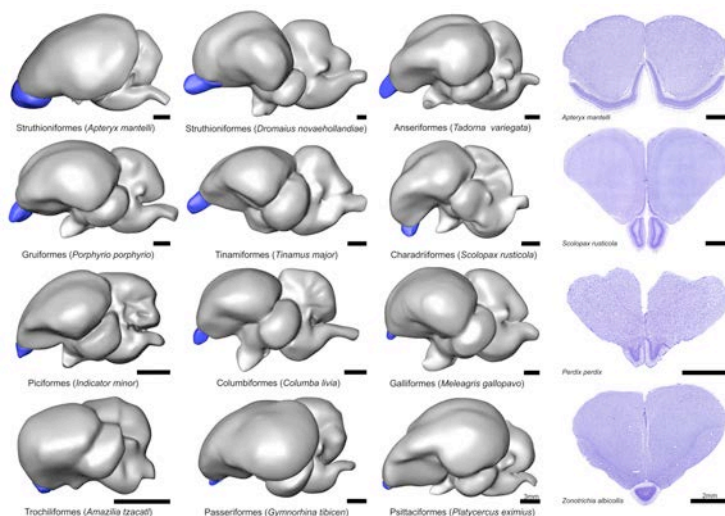 Struthioniformes (Apteryx mantelli)
Struthioniformes (Dromaius novaehollandiae)
Anseriformes (Tadorna variegata)
Apteryx mantelli
Gruiformes (Porphyrio porphyrio)
Tinamiformes (Tinamus major)
Charadriformes (Scolopax rusticola)
Scolopax rusticola
Piciformes (Indicator minor)
Columbiformes (Columba livia)
Galliformes (Meleagris gallopavo)
Perdix perdix
3mm
2mm
Trochiliformes (Amazilia tzacatl)
Passeriformes (Gymnorhina tibicen)
Psittaciformes (Platycercus eximius)
Zonotrichia albicollis